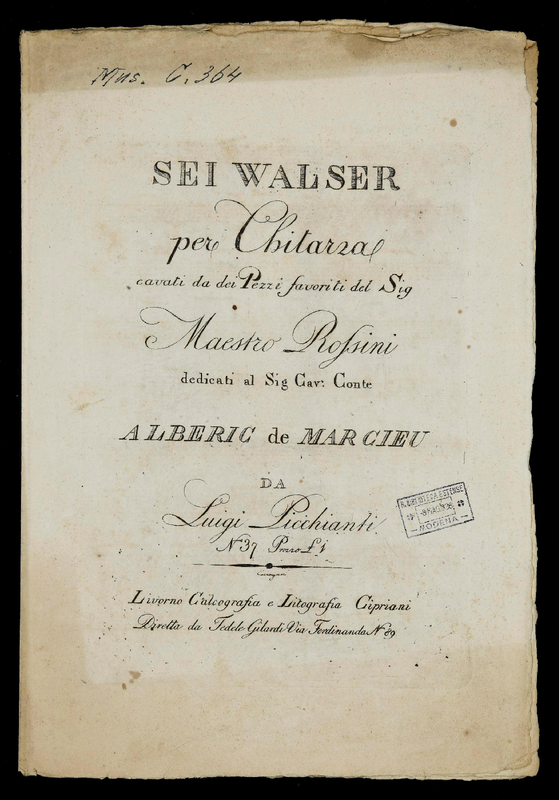 Mus. C. 364
SEI WALSER
per Chitarra
cavati da dei Pezzi favoriti del Sig
Maestro Rossini
dedicati al Sig Cav: Conte
ALBERIC de MARCIEU
DA
Luigi Picchianti
N.º 37 Prezzo £. 1
R. BIBLIOTECA ESTENSE
MODENA
Livorno Calcografia e Litografia Cipriani
Diretta da Fedele Gilardi Via Ferdinanda N.º 89